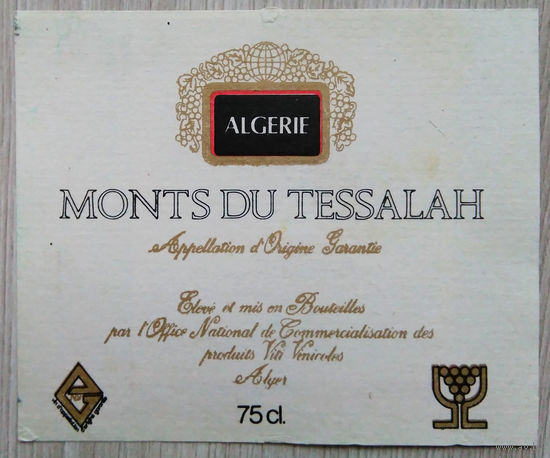 ALGERIE
MONTS DU TESSALAH
Appellation d'Origine Garantie
Elevé et mis en Bouteilles
par l'Office National de Commercialisation des
produits Viti Vinicoles
Alger
75 cl.